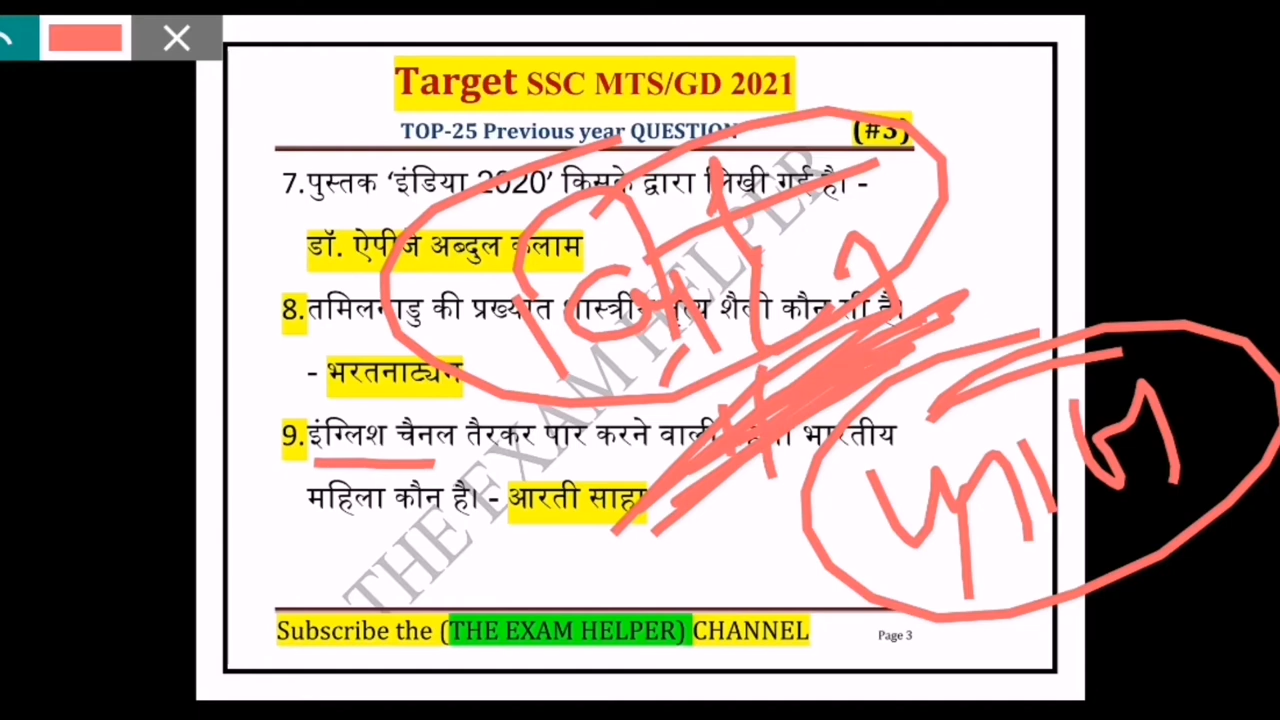 Target SSC MTS/GD 2021
TOP-25 Previous year QUESTION (#3)
7.पुस्तक ‘इंडिया 2020’ किसके द्वारा लिखी गई है। -
डॉ. ऐपीजे अब्दुल कलाम
8.तमिलनाडु की प्रख्यात शास्त्रीय नृत्य शैली कौन सी है।
- भरतनाट्यम
9.इंग्लिश चैनल तैरकर पार करने वाली भारतीय
महिला कौन है। - आरती साहा
THE EXAM HELPER
Subscribe the (THE EXAM HELPER) CHANNEL
Page 3